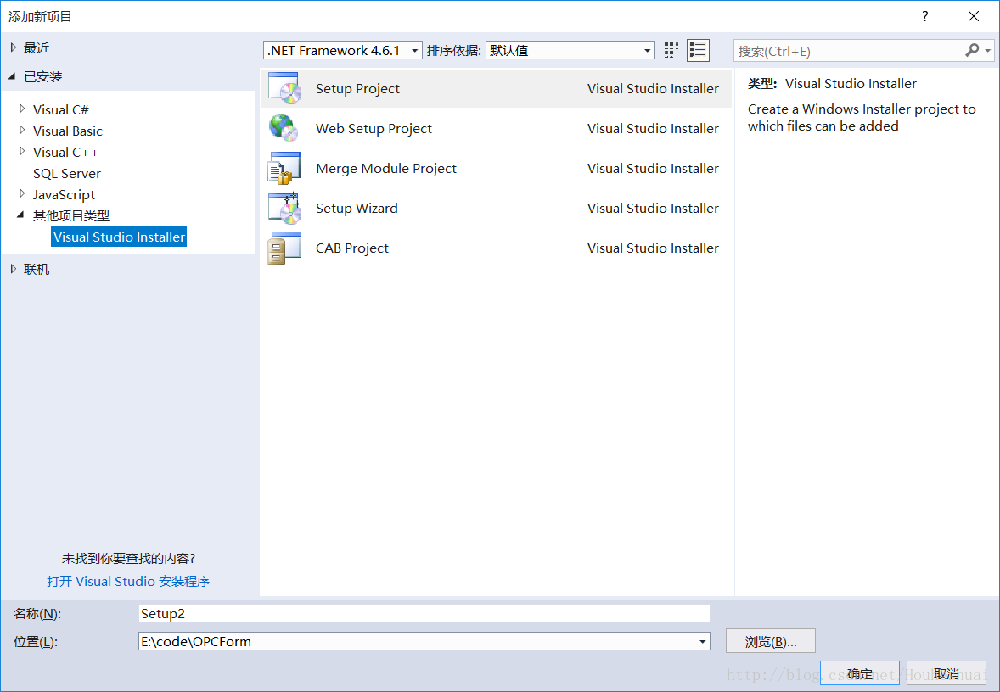 添加新项目
?
最近
.NET Framework 4.6.1
排序依据:
默认值
搜索(Ctrl+E)
已安装
Visual C#
Visual Basic
Visual C++
SQL Server
JavaScript
其他项目类型
Visual Studio Installer
联机
Setup Project Visual Studio Installer
Web Setup Project Visual Studio Installer
Merge Module Project Visual Studio Installer
Setup Wizard Visual Studio Installer
CAB Project Visual Studio Installer
类型: Visual Studio Installer
Create a Windows Installer project to
which files can be added
未找到你要查找的内容?
打开 Visual Studio 安装程序
名称(N): Setup2
位置(L): E:\code\OPCForm
浏览(B)...
确定
取消